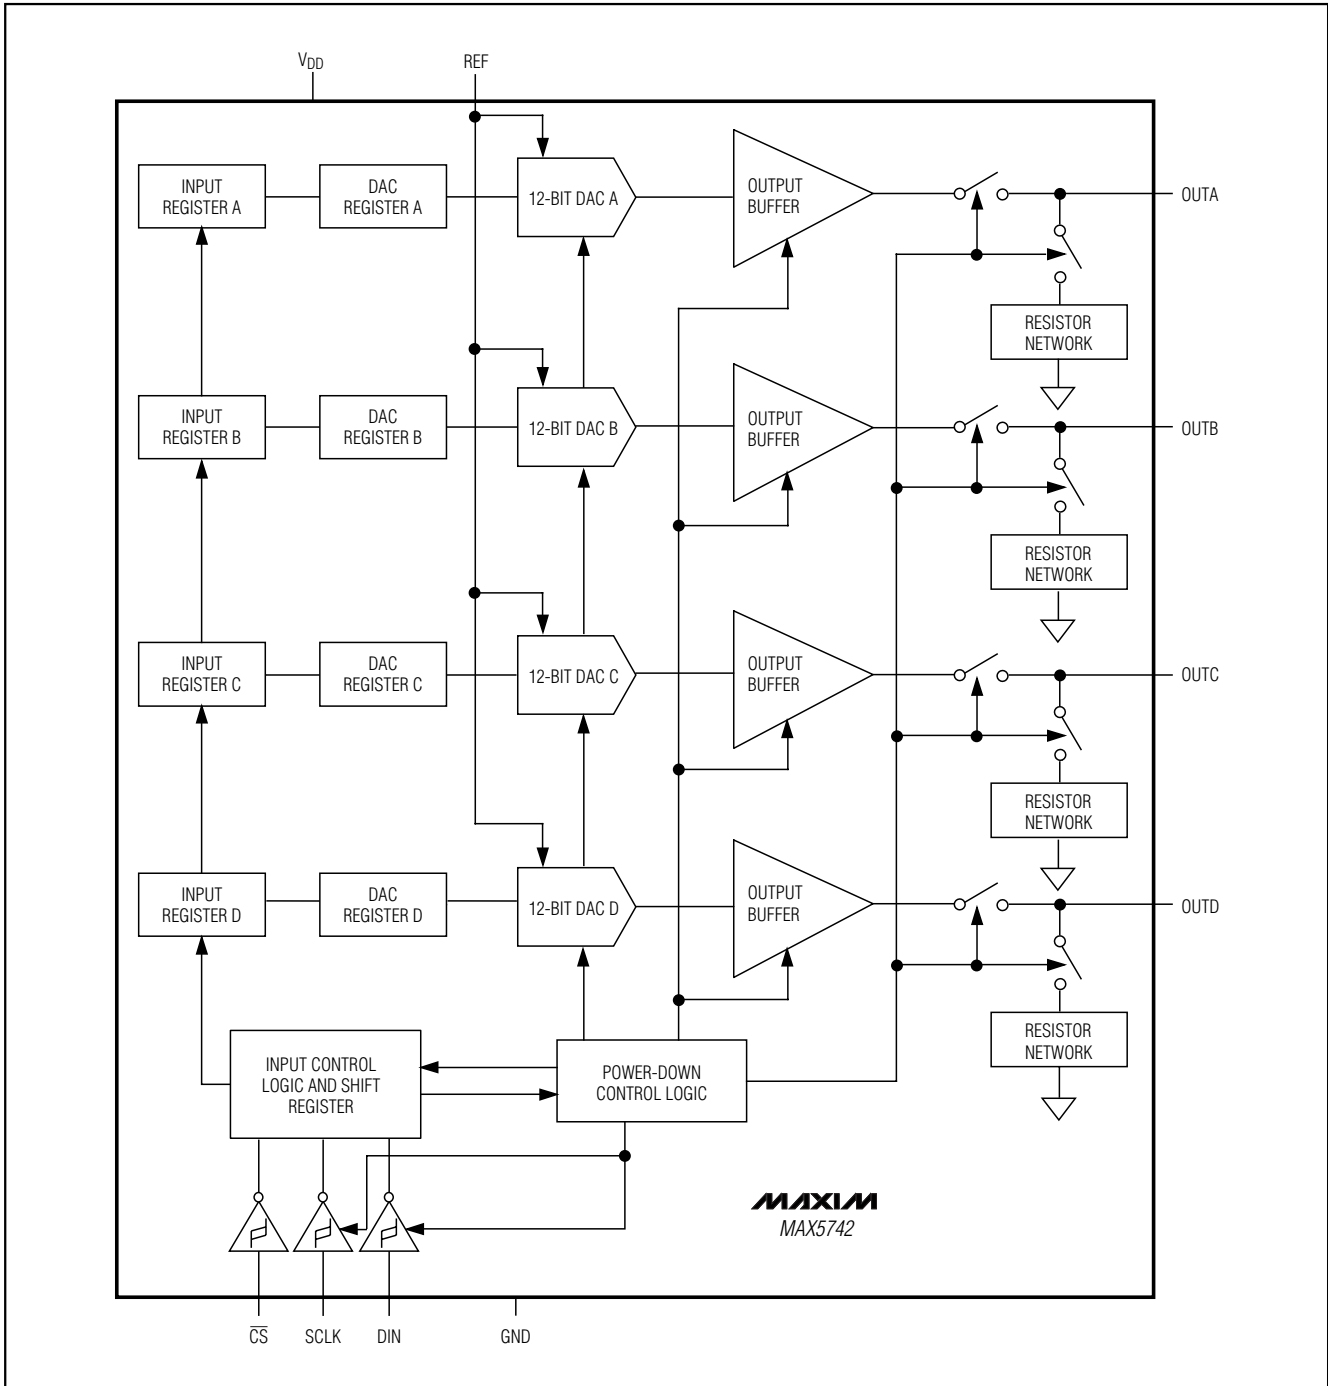 VDD
REF
INPUT
REGISTER A
DAC
REGISTER A
12-BIT DAC A
OUTPUT
BUFFER
OUTA
RESISTOR
NETWORK
INPUT
REGISTER B
DAC
REGISTER B
12-BIT DAC B
OUTPUT
BUFFER
OUTB
RESISTOR
NETWORK
INPUT
REGISTER C
DAC
REGISTER C
12-BIT DAC C
OUTPUT
BUFFER
OUTC
RESISTOR
NETWORK
INPUT
REGISTER D
DAC
REGISTER D
12-BIT DAC D
OUTPUT
BUFFER
OUTD
RESISTOR
NETWORK
INPUT CONTROL
LOGIC AND SHIFT
REGISTER
POWER-DOWN
CONTROL LOGIC
MAXIM
MAX5742
CS
SCLK
DIN
GND